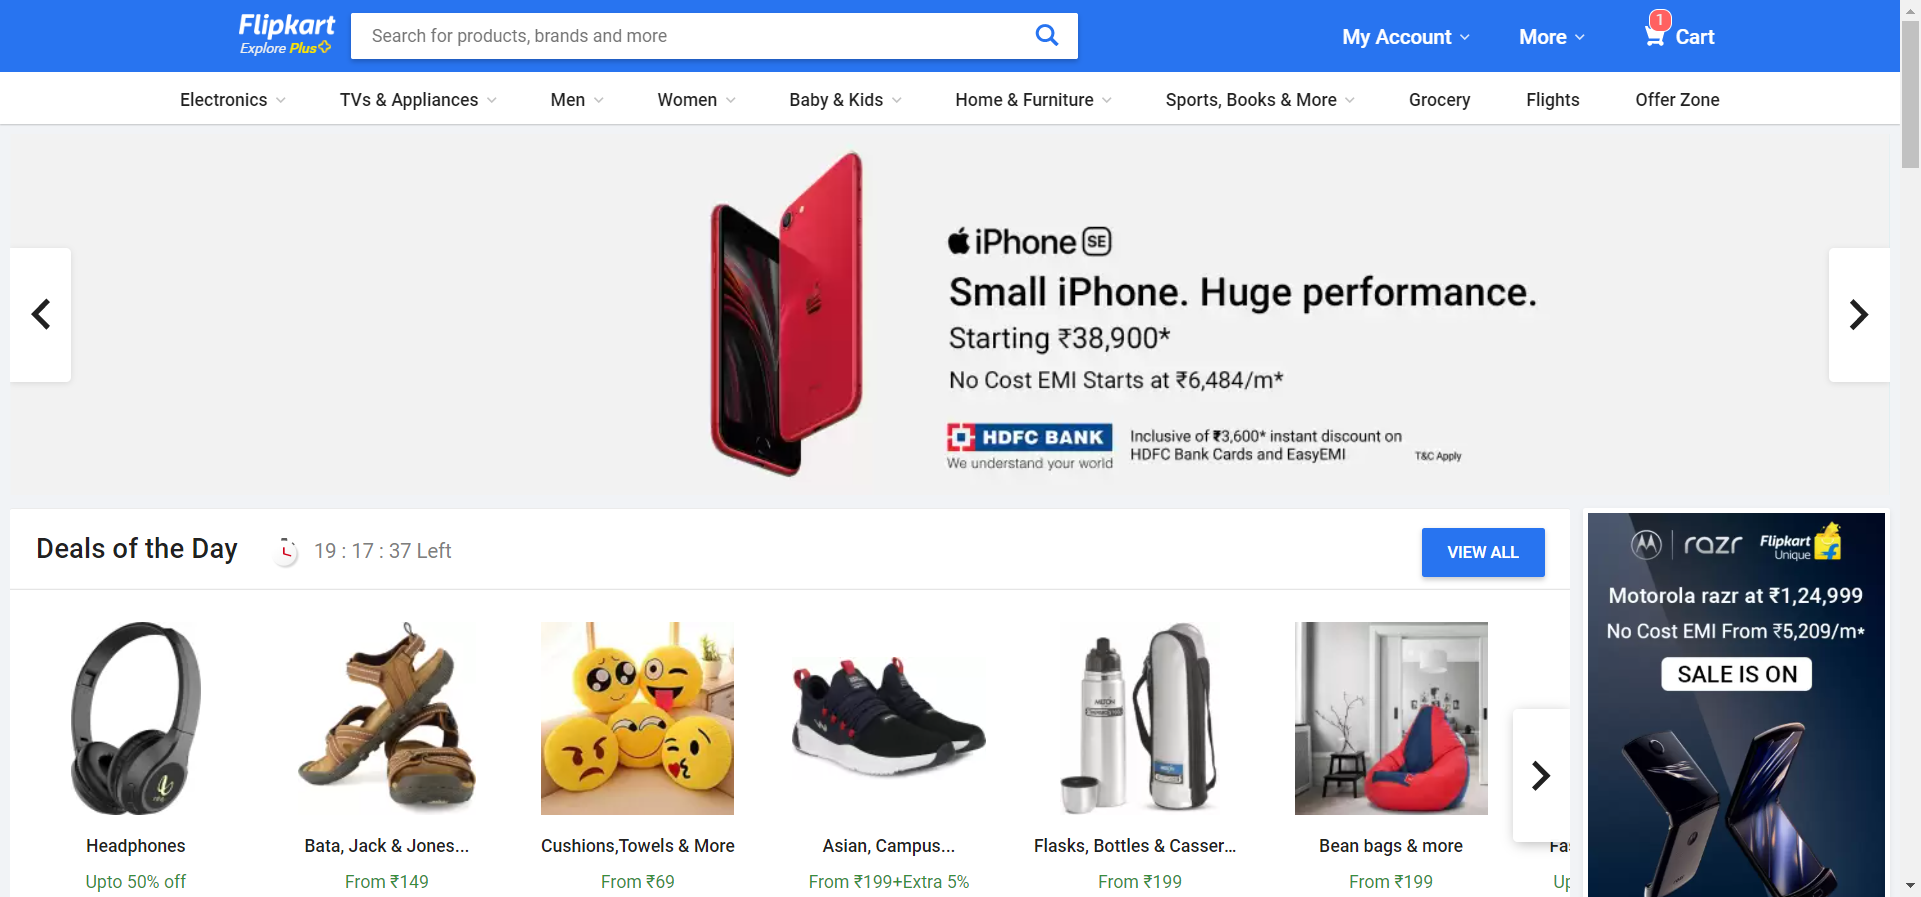 Flipkart
Explore Plus
Search for products, brands and more
My Account
More
1
Cart
Electronics
TVs & Appliances
Men
Women
Baby & Kids
Home & Furniture
Sports, Books & More
Grocery
Flights
Offer Zone
iPhone SE
Small iPhone. Huge performance.
Starting ₹38,900*
No Cost EMI Starts at ₹6,484/m*
HDFC BANK
We understand your world
Inclusive of ₹3,600* instant discount on
HDFC Bank Cards and EasyEMI
T&C Apply
Deals of the Day
19 : 17 : 37 Left
VIEW ALL
Headphones
Upto 50% off
Bata, Jack & Jones...
From ₹149
Cushions,Towels & More
From ₹69
Asian, Campus...
From ₹199+Extra 5%
MILTON
Flasks, Bottles & Casser...
From ₹199
Bean bags & more
From ₹199
Fa
Up
razr
Flipkart
Unique
Motorola razr at ₹1,24,999
No Cost EMI From ₹5,209/m*
SALE IS ON